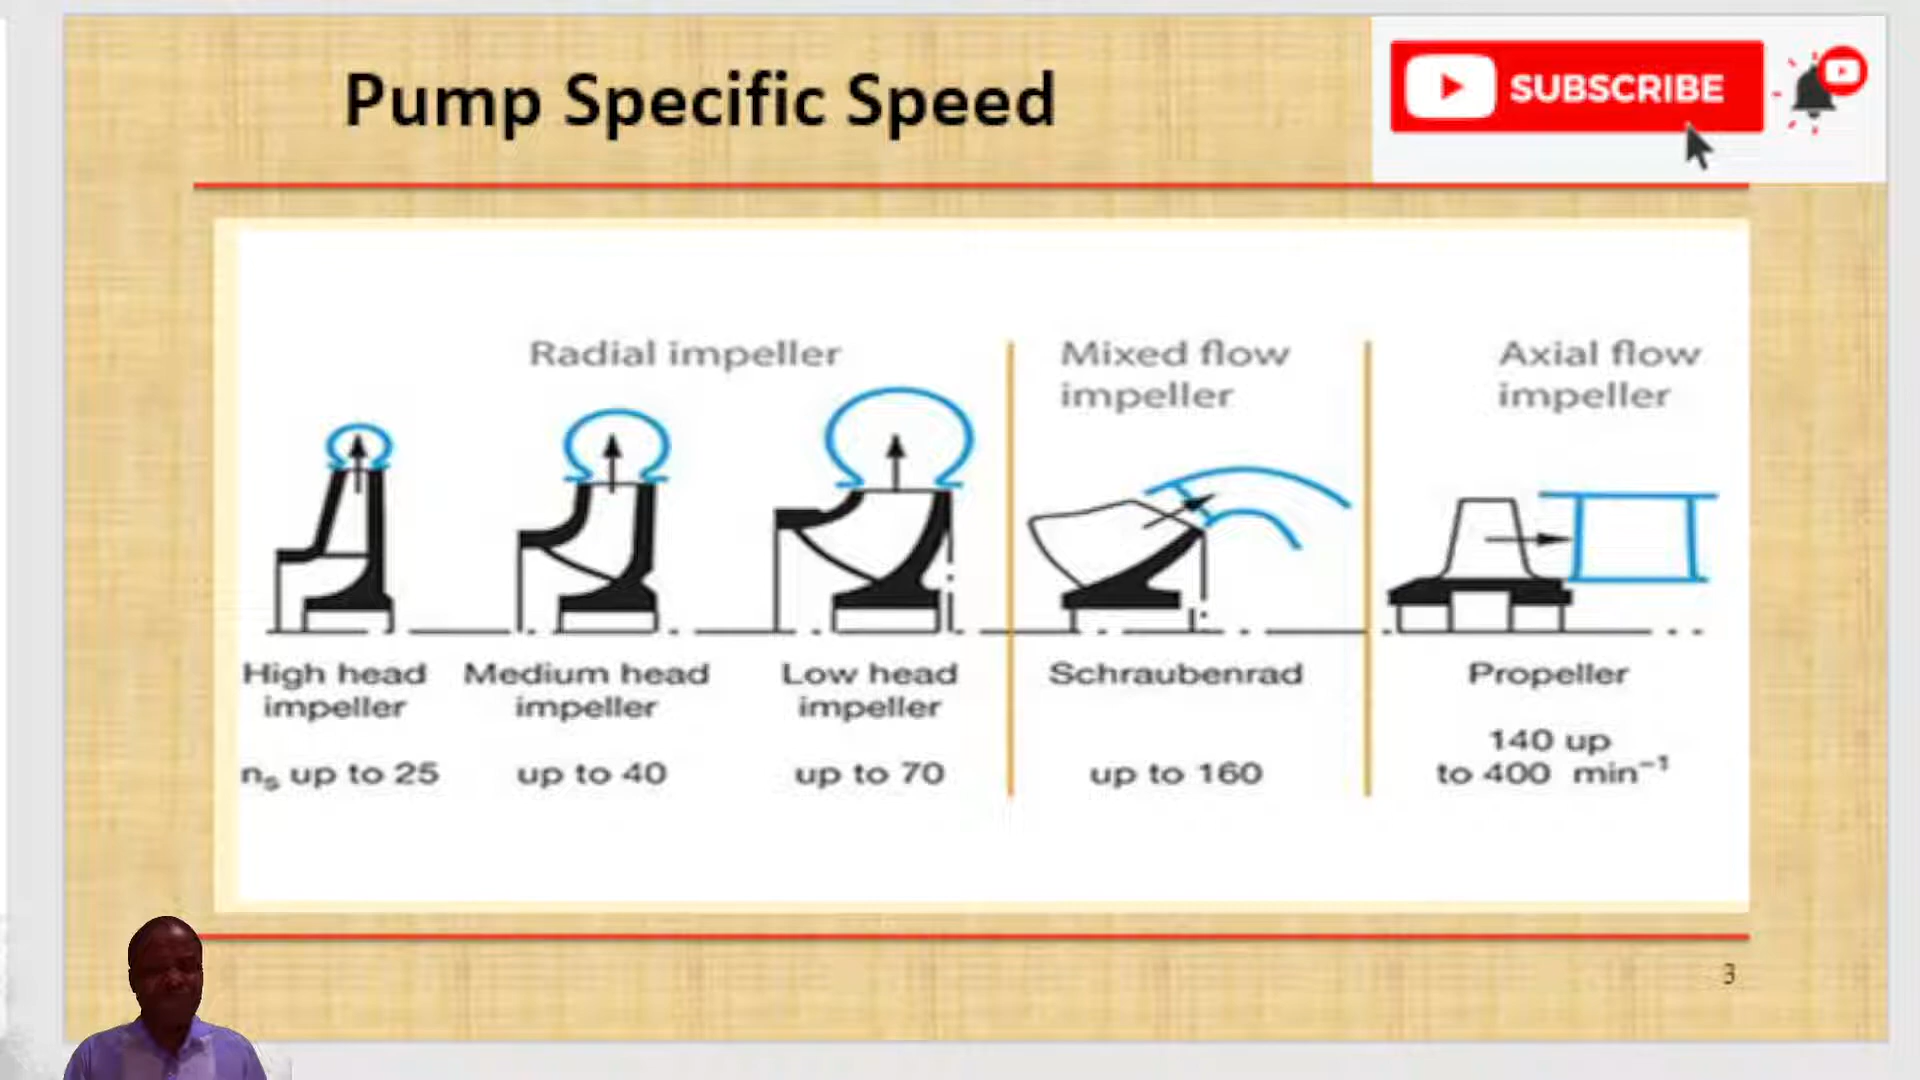 Pump Specific Speed
SUBSCRIBE
Radial impeller
Mixed flow
impeller
Axial flow
impeller
High head
impeller
Medium head
impeller
Low head
impeller
Schraubenrad
Propeller
nₛ up to 25
up to 40
up to 70
up to 160
140 up
to 400 min⁻¹
3